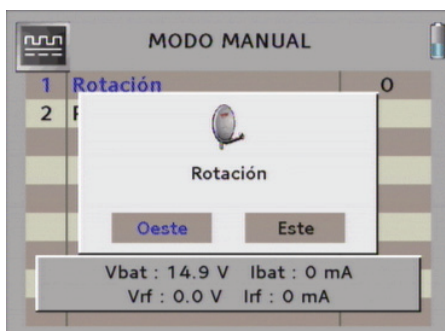 MODO MANUAL
1 Rotación 0
2
Rotación
Oeste Este
Vbat : 14.9 V Ibat : 0 mA
Vrf : 0.0 V Irf : 0 mA